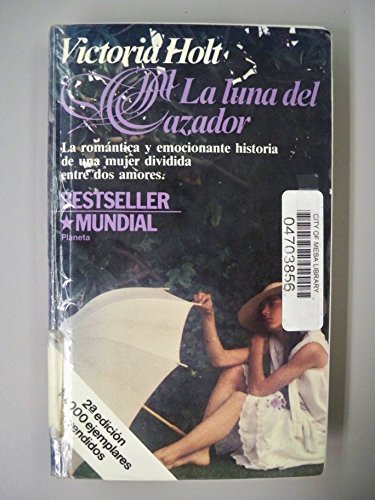 Victoria Holt
La luna del
Cazador
La romántica y emocionante historia
de una mujer dividida
entre dos amores.
BESTSELLER
★MUNDIAL
Planeta
CITY OF MESA LIBRARY
04703856
2a edición
000 ejemplares
vendidos